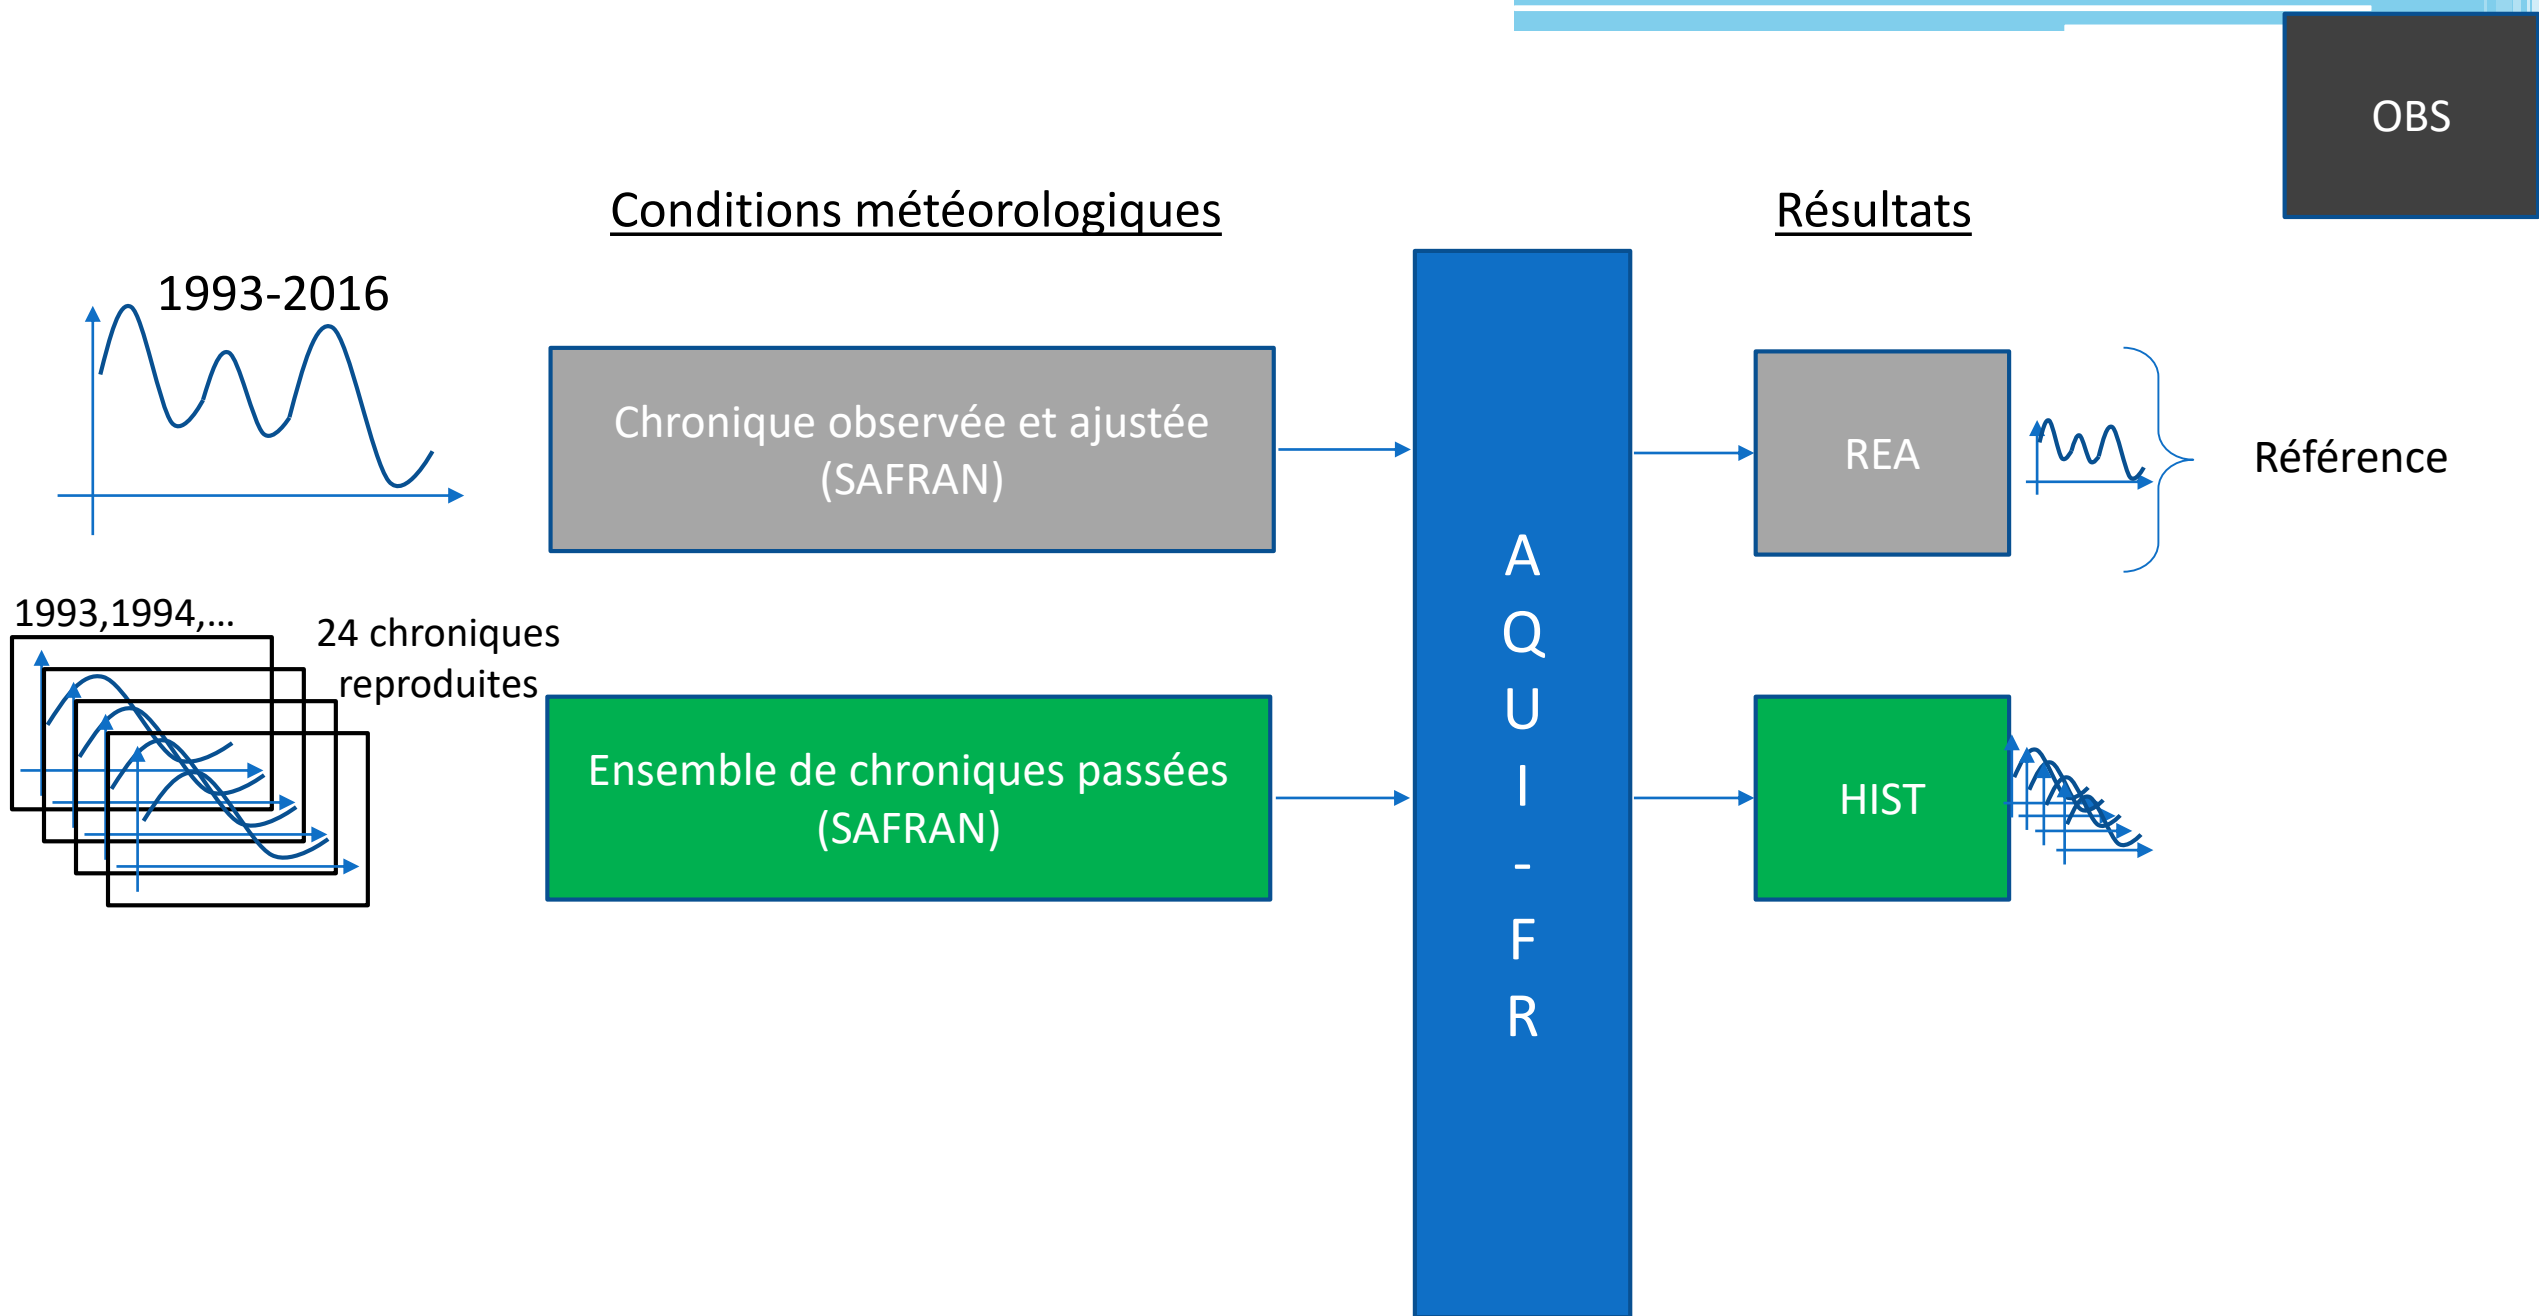 OBS
Conditions météorologiques
Résultats
1993-2016
Chronique observée et ajustée
(SAFRAN)
REA
Référence
1993,1994,...
24 chroniques
reproduites
Ensemble de chroniques passées
(SAFRAN)
A
Q
U
I
-
F
R
HIST